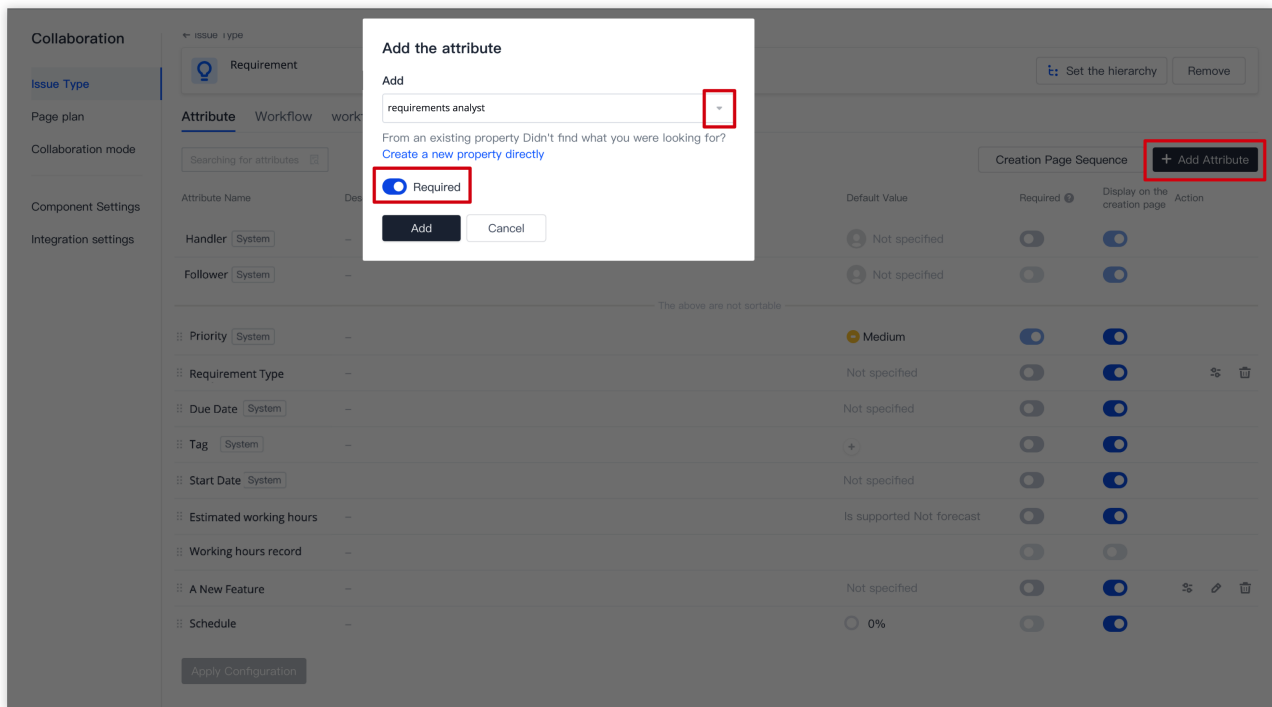 Collaboration
Issue Type
Page plan
Collaboration mode
Component Settings
Integration settings
← Issue Type
Requirement
Set the hierarchy
Remove
Attribute Workflow work
Searching for attributes
Creation Page Sequence
+ Add Attribute
Attribute Name
Des
Default Value
Required
Display on the
creation page
Action
Handler System – Not specified
Follower System – Not specified
The above are not sortable
Priority System – Medium
Requirement Type – Not specified
Due Date System – Not specified
Tag System – +
Start Date System – Not specified
Estimated working hours – Is supported Not forecast
Working hours record –
A New Feature – Not specified
Schedule – 0%
Apply Configuration
Add the attribute
Add
requirements analyst
From an existing property Didn't find what you were looking for?
Create a new property directly
Required
Add
Cancel